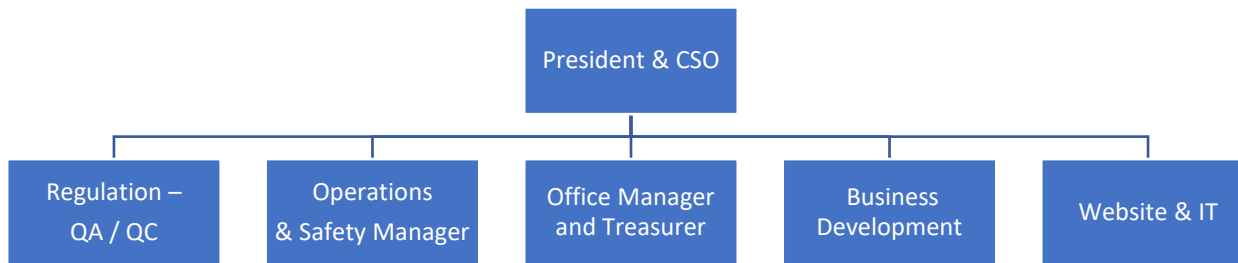 President & CSO
Regulation –
QA / QC
Operations
& Safety Manager
Office Manager
and Treasurer
Business
Development
Website & IT